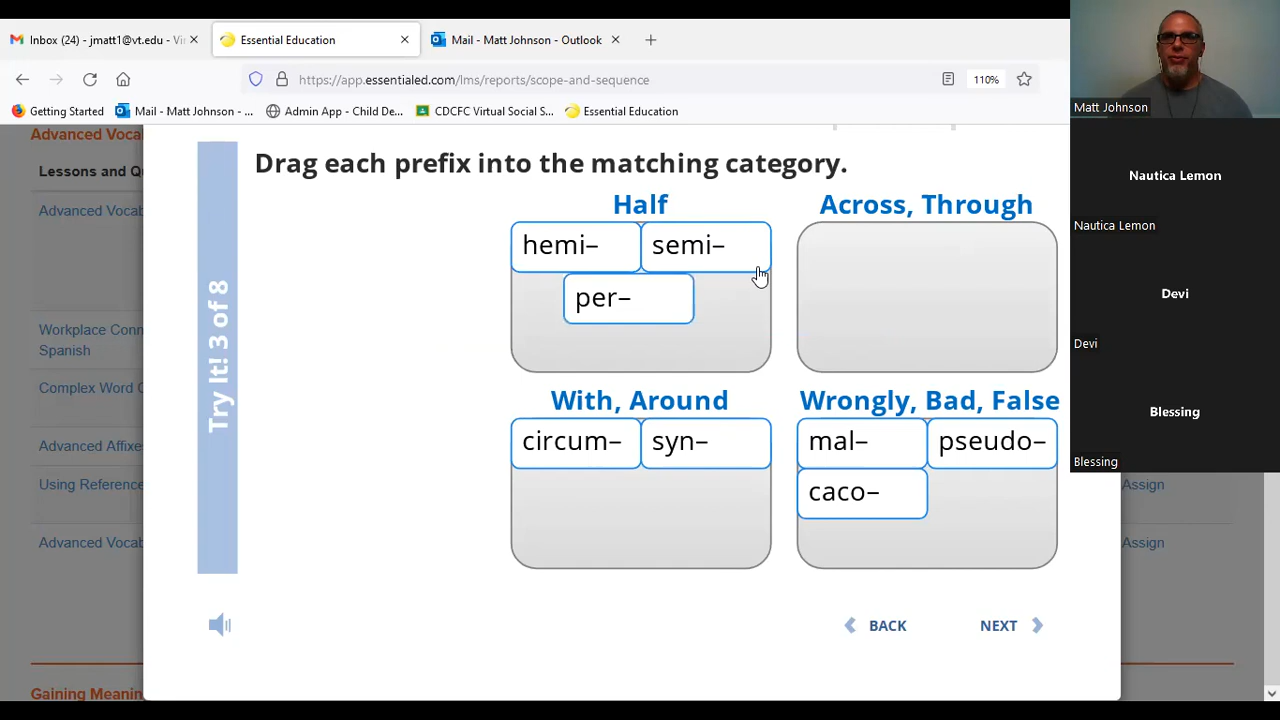 Inbox (24) - jmatt1@vt.edu - Vi
Essential Education
Mail - Matt Johnson - Outlook
https://app.essentialed.com/lms/reports/scope-and-sequence
110%
Getting Started
Mail - Matt Johnson - ...
Admin App - Child De...
CDCFC Virtual Social S...
Essential Education
Matt Johnson
Nautica Lemon
Nautica Lemon
Devi
Devi
Blessing
Blessing
Advanced Voca
Lessons and Qu
Advanced Vocab
Workplace Conn
Spanish
Complex Word
Advanced Affixe
Using Reference
Advanced Vocab
Gaining Meanin
Try It! 3 of 8
Drag each prefix into the matching category.
Half
hemi–
semi–
per–
Across, Through
With, Around
circum–
syn–
Wrongly, Bad, False
mal–
pseudo–
caco–
BACK
NEXT
Assign
Assign